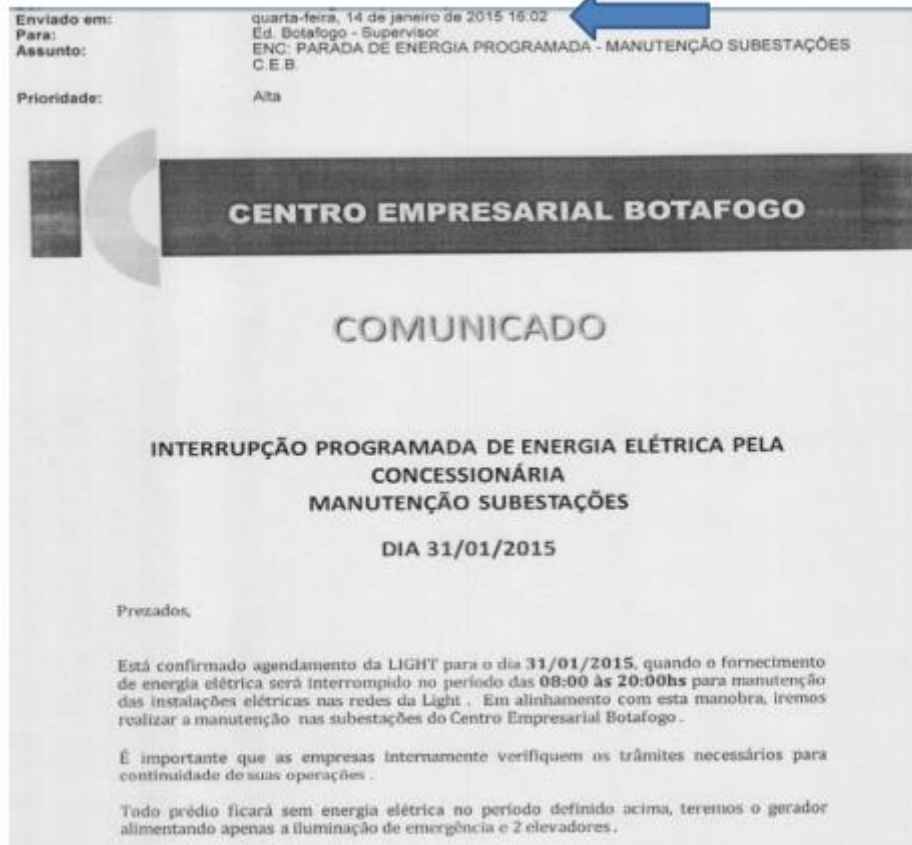 Enviado em: quarta-feira, 14 de janeiro de 2015 16:02
Para: Ed. Botafogo - Supervisor
Assunto: ENC: PARADA DE ENERGIA PROGRAMADA - MANUTENÇÃO SUBESTAÇÕES
C.E.B.
Prioridade: Alta
CENTRO EMPRESARIAL BOTAFOGO
COMUNICADO
INTERRUPÇÃO PROGRAMADA DE ENERGIA ELÉTRICA PELA
CONCESSIONÁRIA
MANUTENÇÃO SUBESTAÇÕES
DIA 31/01/2015
Prezados,
Está confirmado agendamento da LIGHT para o dia 31/01/2015, quando o fornecimento
de energia elétrica será interrompido no período das 08:00 às 20:00hs para manutenção
das instalações elétricas nas redes da Light . Em alinhamento com esta manobra, iremos
realizar a manutenção nas subestações do Centro Empresarial Botafogo .
É importante que as empresas internamente verifiquem os trâmites necessários para
continuidade de suas operações .
Todo prédio ficará sem energia elétrica no período definido acima, teremos o gerador
alimentando apenas a iluminação de emergência e 2 elevadores .